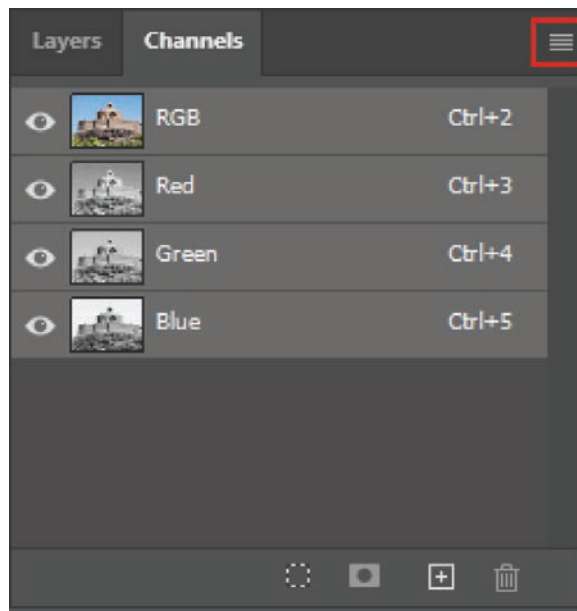 Layers Channels
RGB Ctrl+2
Red Ctrl+3
Green Ctrl+4
Blue Ctrl+5